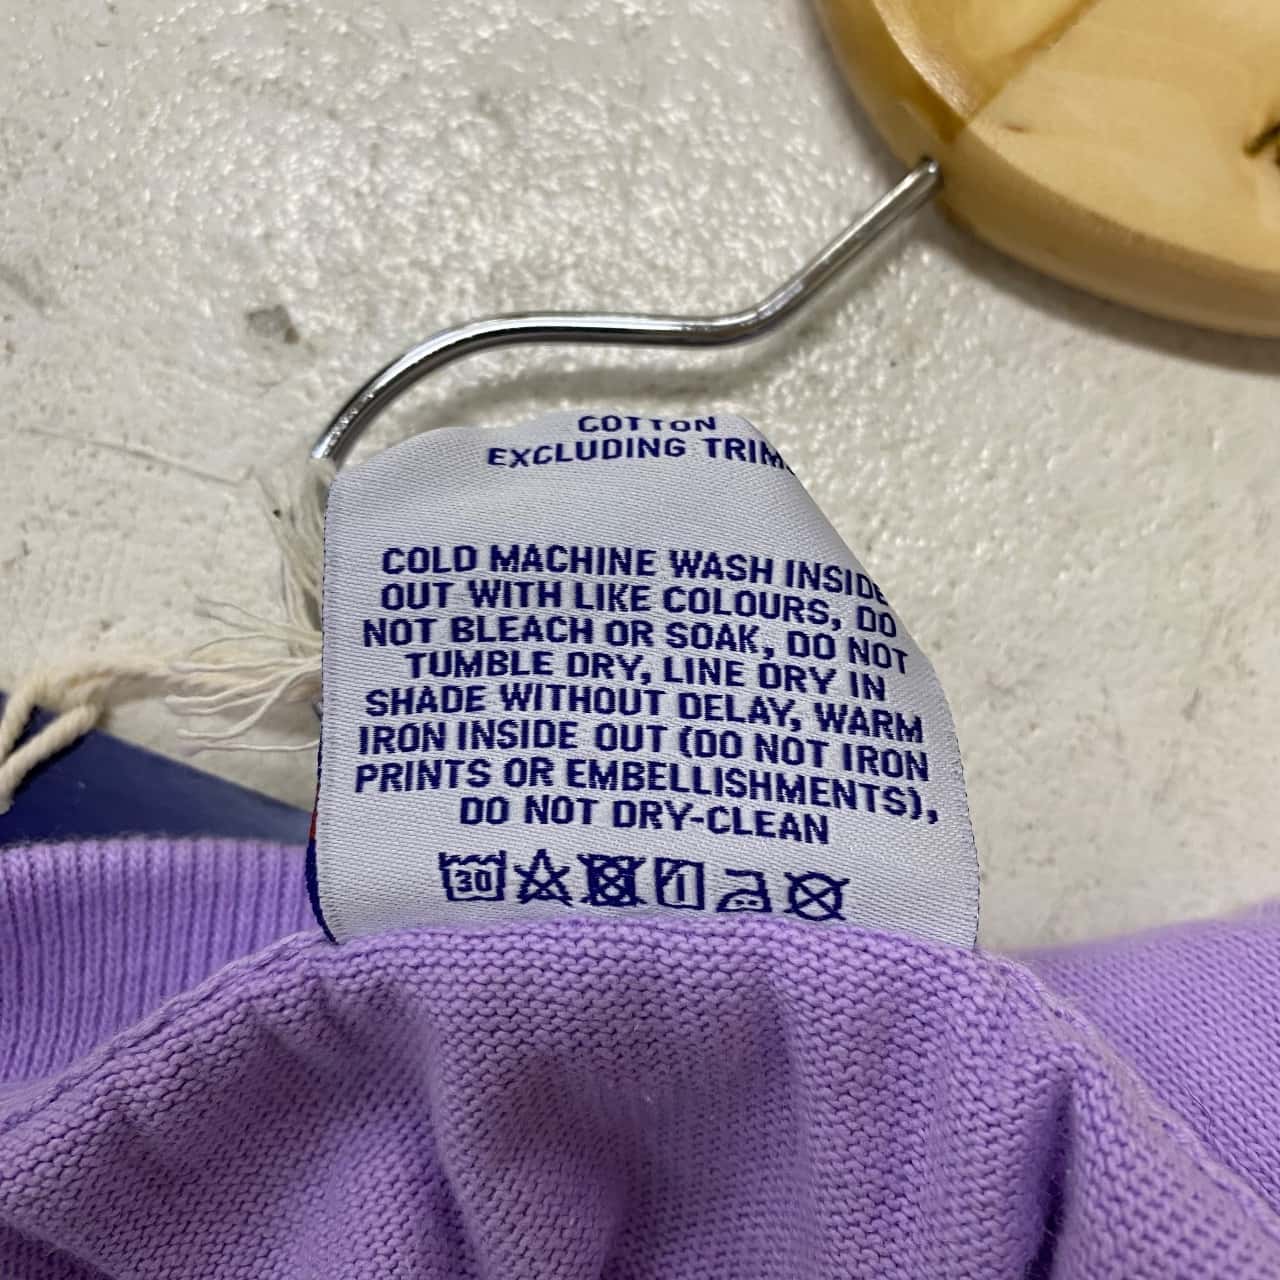 COTTON
EXCLUDING TRIMS
COLD MACHINE WASH INSIDE
OUT WITH LIKE COLOURS, DO
NOT BLEACH OR SOAK, DO NOT
TUMBLE DRY, LINE DRY IN
SHADE WITHOUT DELAY, WARM
IRON INSIDE OUT (DO NOT IRON
PRINTS OR EMBELLISHMENTS),
DO NOT DRY-CLEAN
30